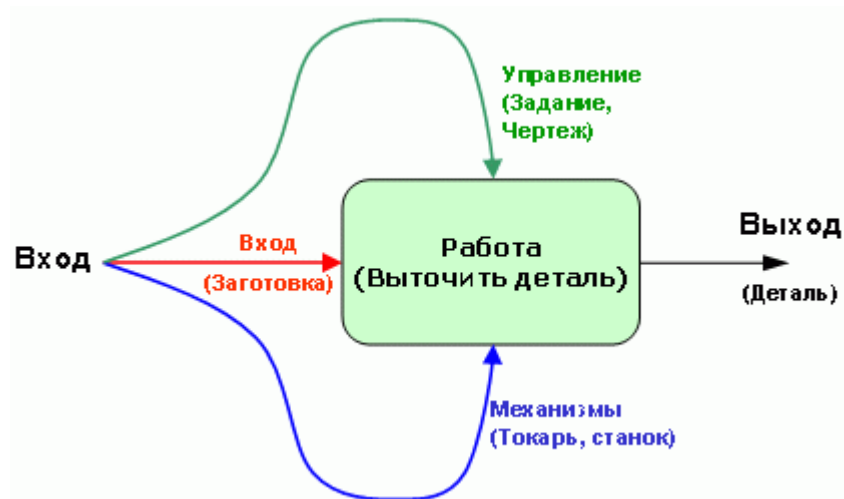 Управление
(Задание,
Чертеж)
Выход
Вход
Вход
(Заготовка)
Работа
(Выточить деталь)
(Деталь)
Механизмы
(Токарь, станок)